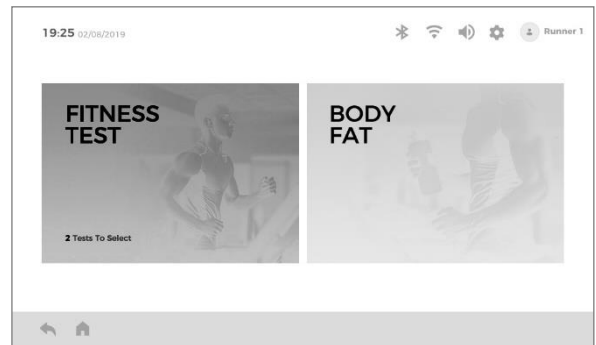 19:25 02/08/2019
Runner 1
FITNESS
TEST
2 Tests To Select
BODY
FAT